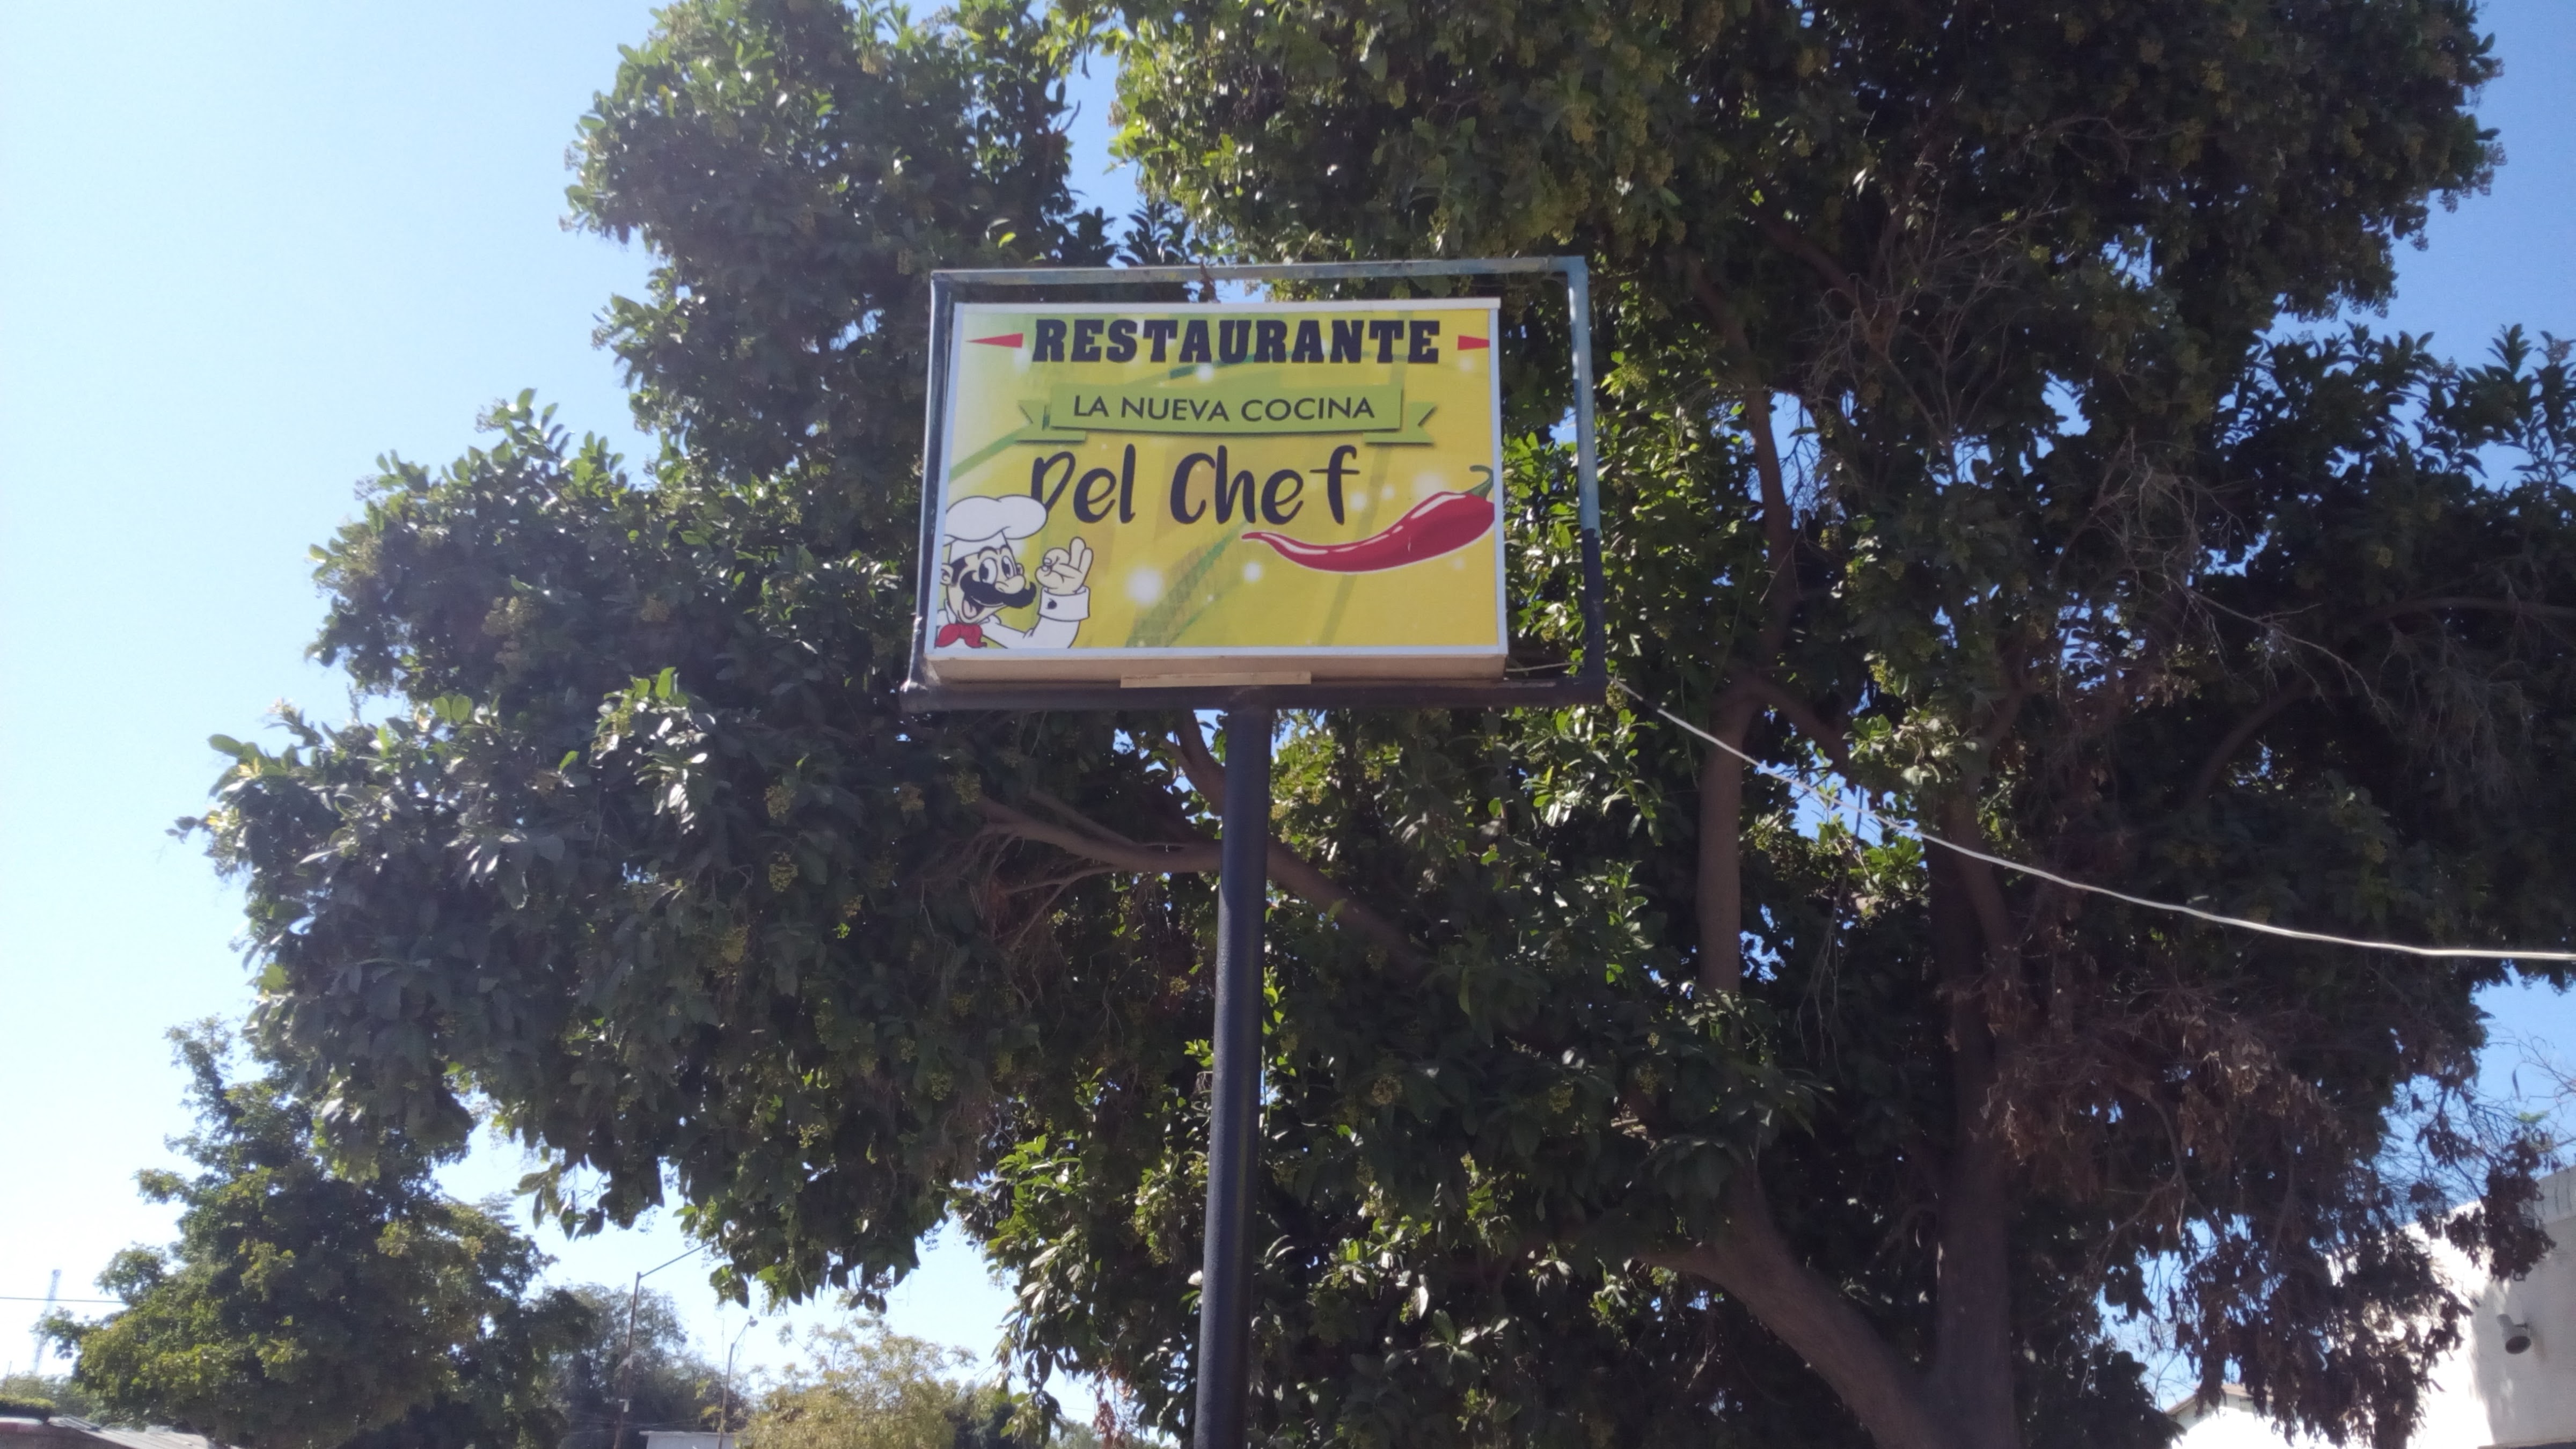 RESTAURANTE
LA NUEVA COCINA
Del Chef